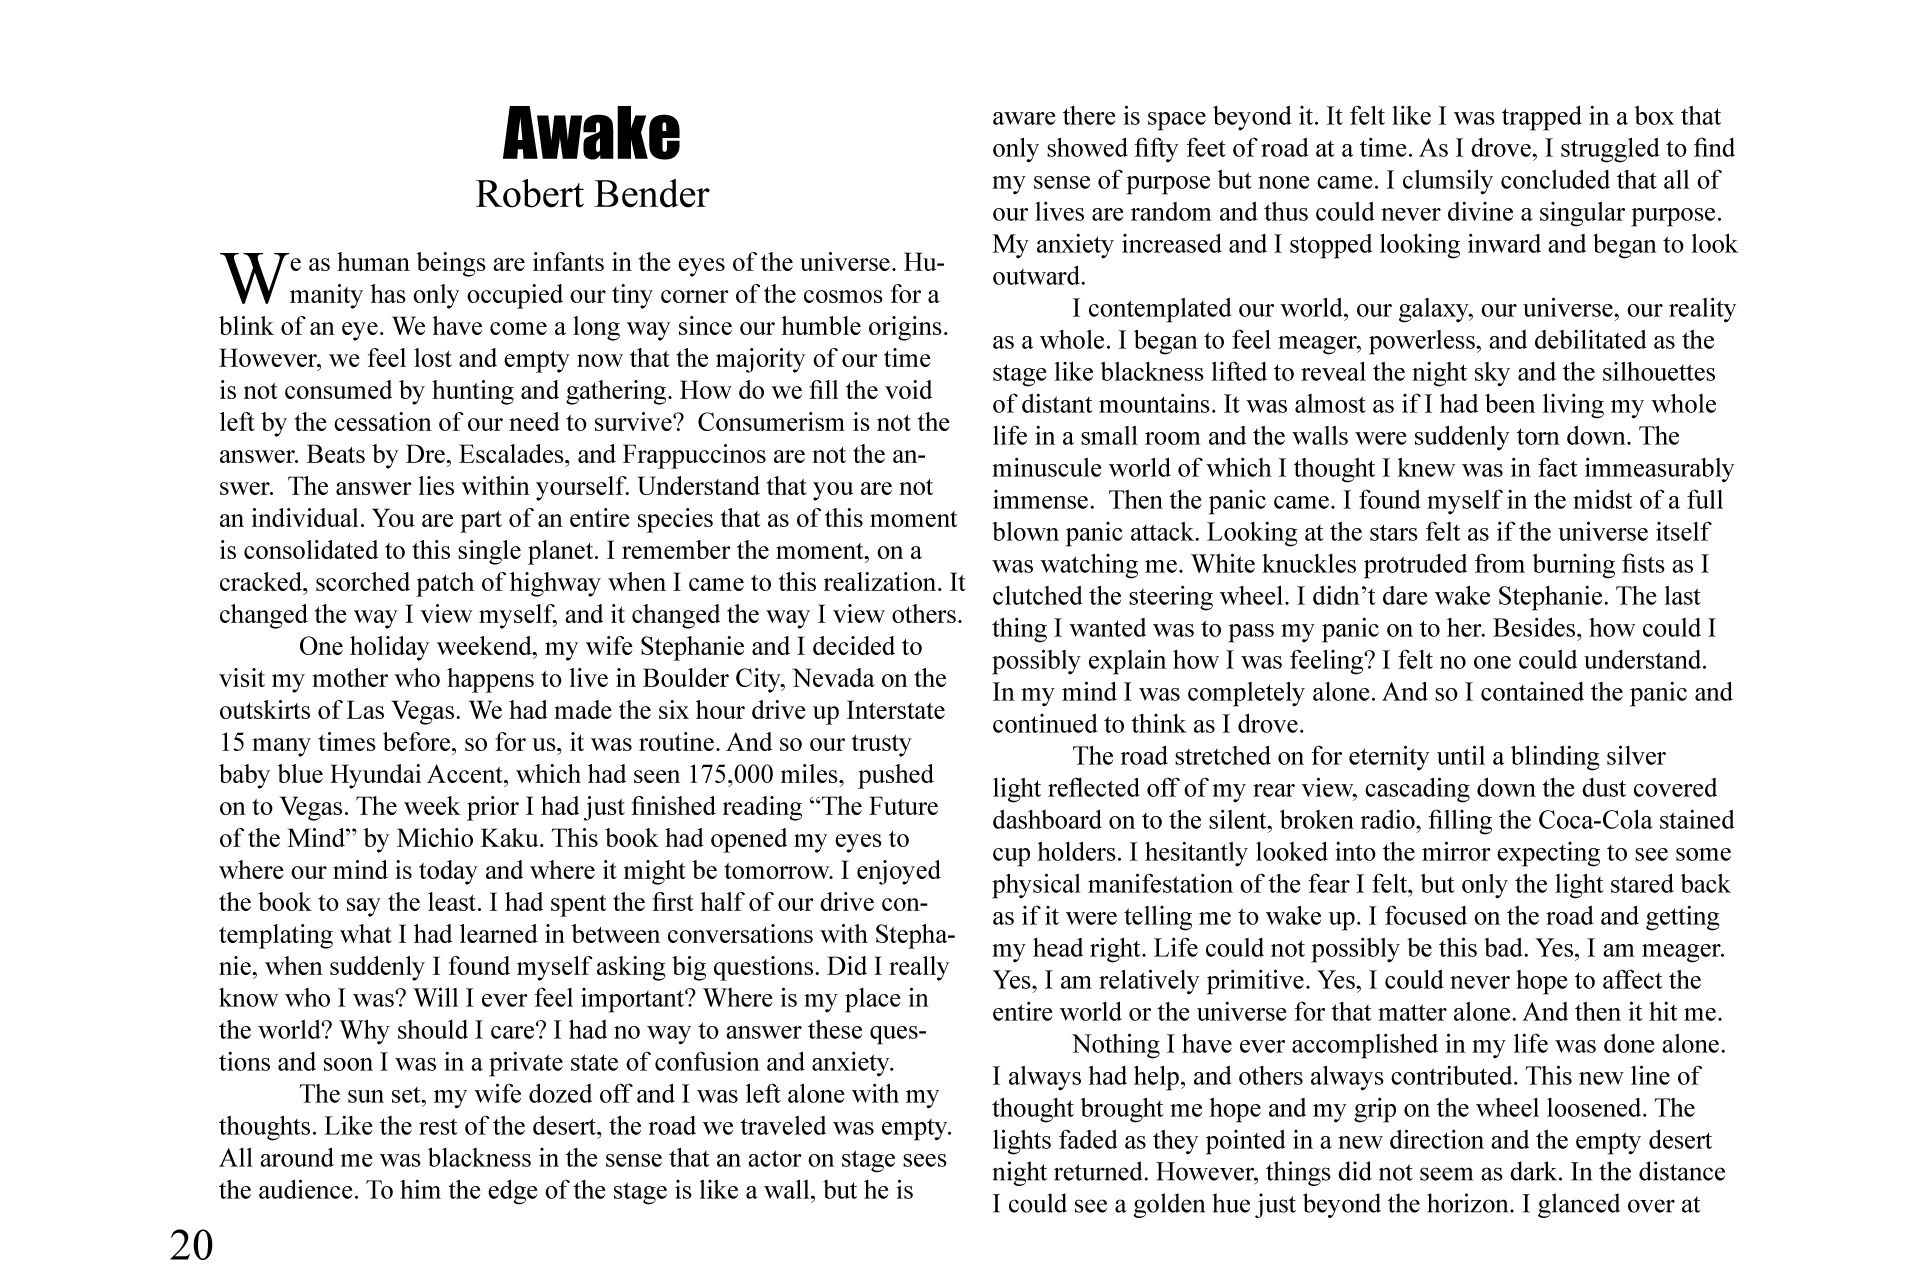 Awake
Robert Bender
We as human beings are infants in the eyes of the universe. Hu-
manity has only occupied our tiny corner of the cosmos for a
blink of an eye. We have come a long way since our humble origins.
However, we feel lost and empty now that the majority of our time
is not consumed by hunting and gathering. How do we fill the void
left by the cessation of our need to survive?  Consumerism is not the
answer. Beats by Dre, Escalades, and Frappuccinos are not the an-
swer.  The answer lies within yourself. Understand that you are not
an individual. You are part of an entire species that as of this moment
is consolidated to this single planet. I remember the moment, on a
cracked, scorched patch of highway when I came to this realization. It
changed the way I view myself, and it changed the way I view others.
One holiday weekend, my wife Stephanie and I decided to
visit my mother who happens to live in Boulder City, Nevada on the
outskirts of Las Vegas. We had made the six hour drive up Interstate
15 many times before, so for us, it was routine. And so our trusty
baby blue Hyundai Accent, which had seen 175,000 miles,  pushed
on to Vegas. The week prior I had just finished reading “The Future
of the Mind” by Michio Kaku. This book had opened my eyes to
where our mind is today and where it might be tomorrow. I enjoyed
the book to say the least. I had spent the first half of our drive con-
templating what I had learned in between conversations with Stepha-
nie, when suddenly I found myself asking big questions. Did I really
know who I was? Will I ever feel important? Where is my place in
the world? Why should I care? I had no way to answer these ques-
tions and soon I was in a private state of confusion and anxiety.
The sun set, my wife dozed off and I was left alone with my
thoughts. Like the rest of the desert, the road we traveled was empty.
All around me was blackness in the sense that an actor on stage sees
the audience. To him the edge of the stage is like a wall, but he is
aware there is space beyond it. It felt like I was trapped in a box that
only showed fifty feet of road at a time. As I drove, I struggled to find
my sense of purpose but none came. I clumsily concluded that all of
our lives are random and thus could never divine a singular purpose.
My anxiety increased and I stopped looking inward and began to look
outward.
I contemplated our world, our galaxy, our universe, our reality
as a whole. I began to feel meager, powerless, and debilitated as the
stage like blackness lifted to reveal the night sky and the silhouettes
of distant mountains. It was almost as if I had been living my whole
life in a small room and the walls were suddenly torn down. The
minuscule world of which I thought I knew was in fact immeasurably
immense.  Then the panic came. I found myself in the midst of a full
blown panic attack. Looking at the stars felt as if the universe itself
was watching me. White knuckles protruded from burning fists as I
clutched the steering wheel. I didn’t dare wake Stephanie. The last
thing I wanted was to pass my panic on to her. Besides, how could I
possibly explain how I was feeling? I felt no one could understand.
In my mind I was completely alone. And so I contained the panic and
continued to think as I drove.
The road stretched on for eternity until a blinding silver
light reflected off of my rear view, cascading down the dust covered
dashboard on to the silent, broken radio, filling the Coca-Cola stained
cup holders. I hesitantly looked into the mirror expecting to see some
physical manifestation of the fear I felt, but only the light stared back
as if it were telling me to wake up. I focused on the road and getting
my head right. Life could not possibly be this bad. Yes, I am meager.
Yes, I am relatively primitive. Yes, I could never hope to affect the
entire world or the universe for that matter alone. And then it hit me.
Nothing I have ever accomplished in my life was done alone.
I always had help, and others always contributed. This new line of
thought brought me hope and my grip on the wheel loosened. The
lights faded as they pointed in a new direction and the empty desert
night returned. However, things did not seem as dark. In the distance
I could see a golden hue just beyond the horizon. I glanced over at
20